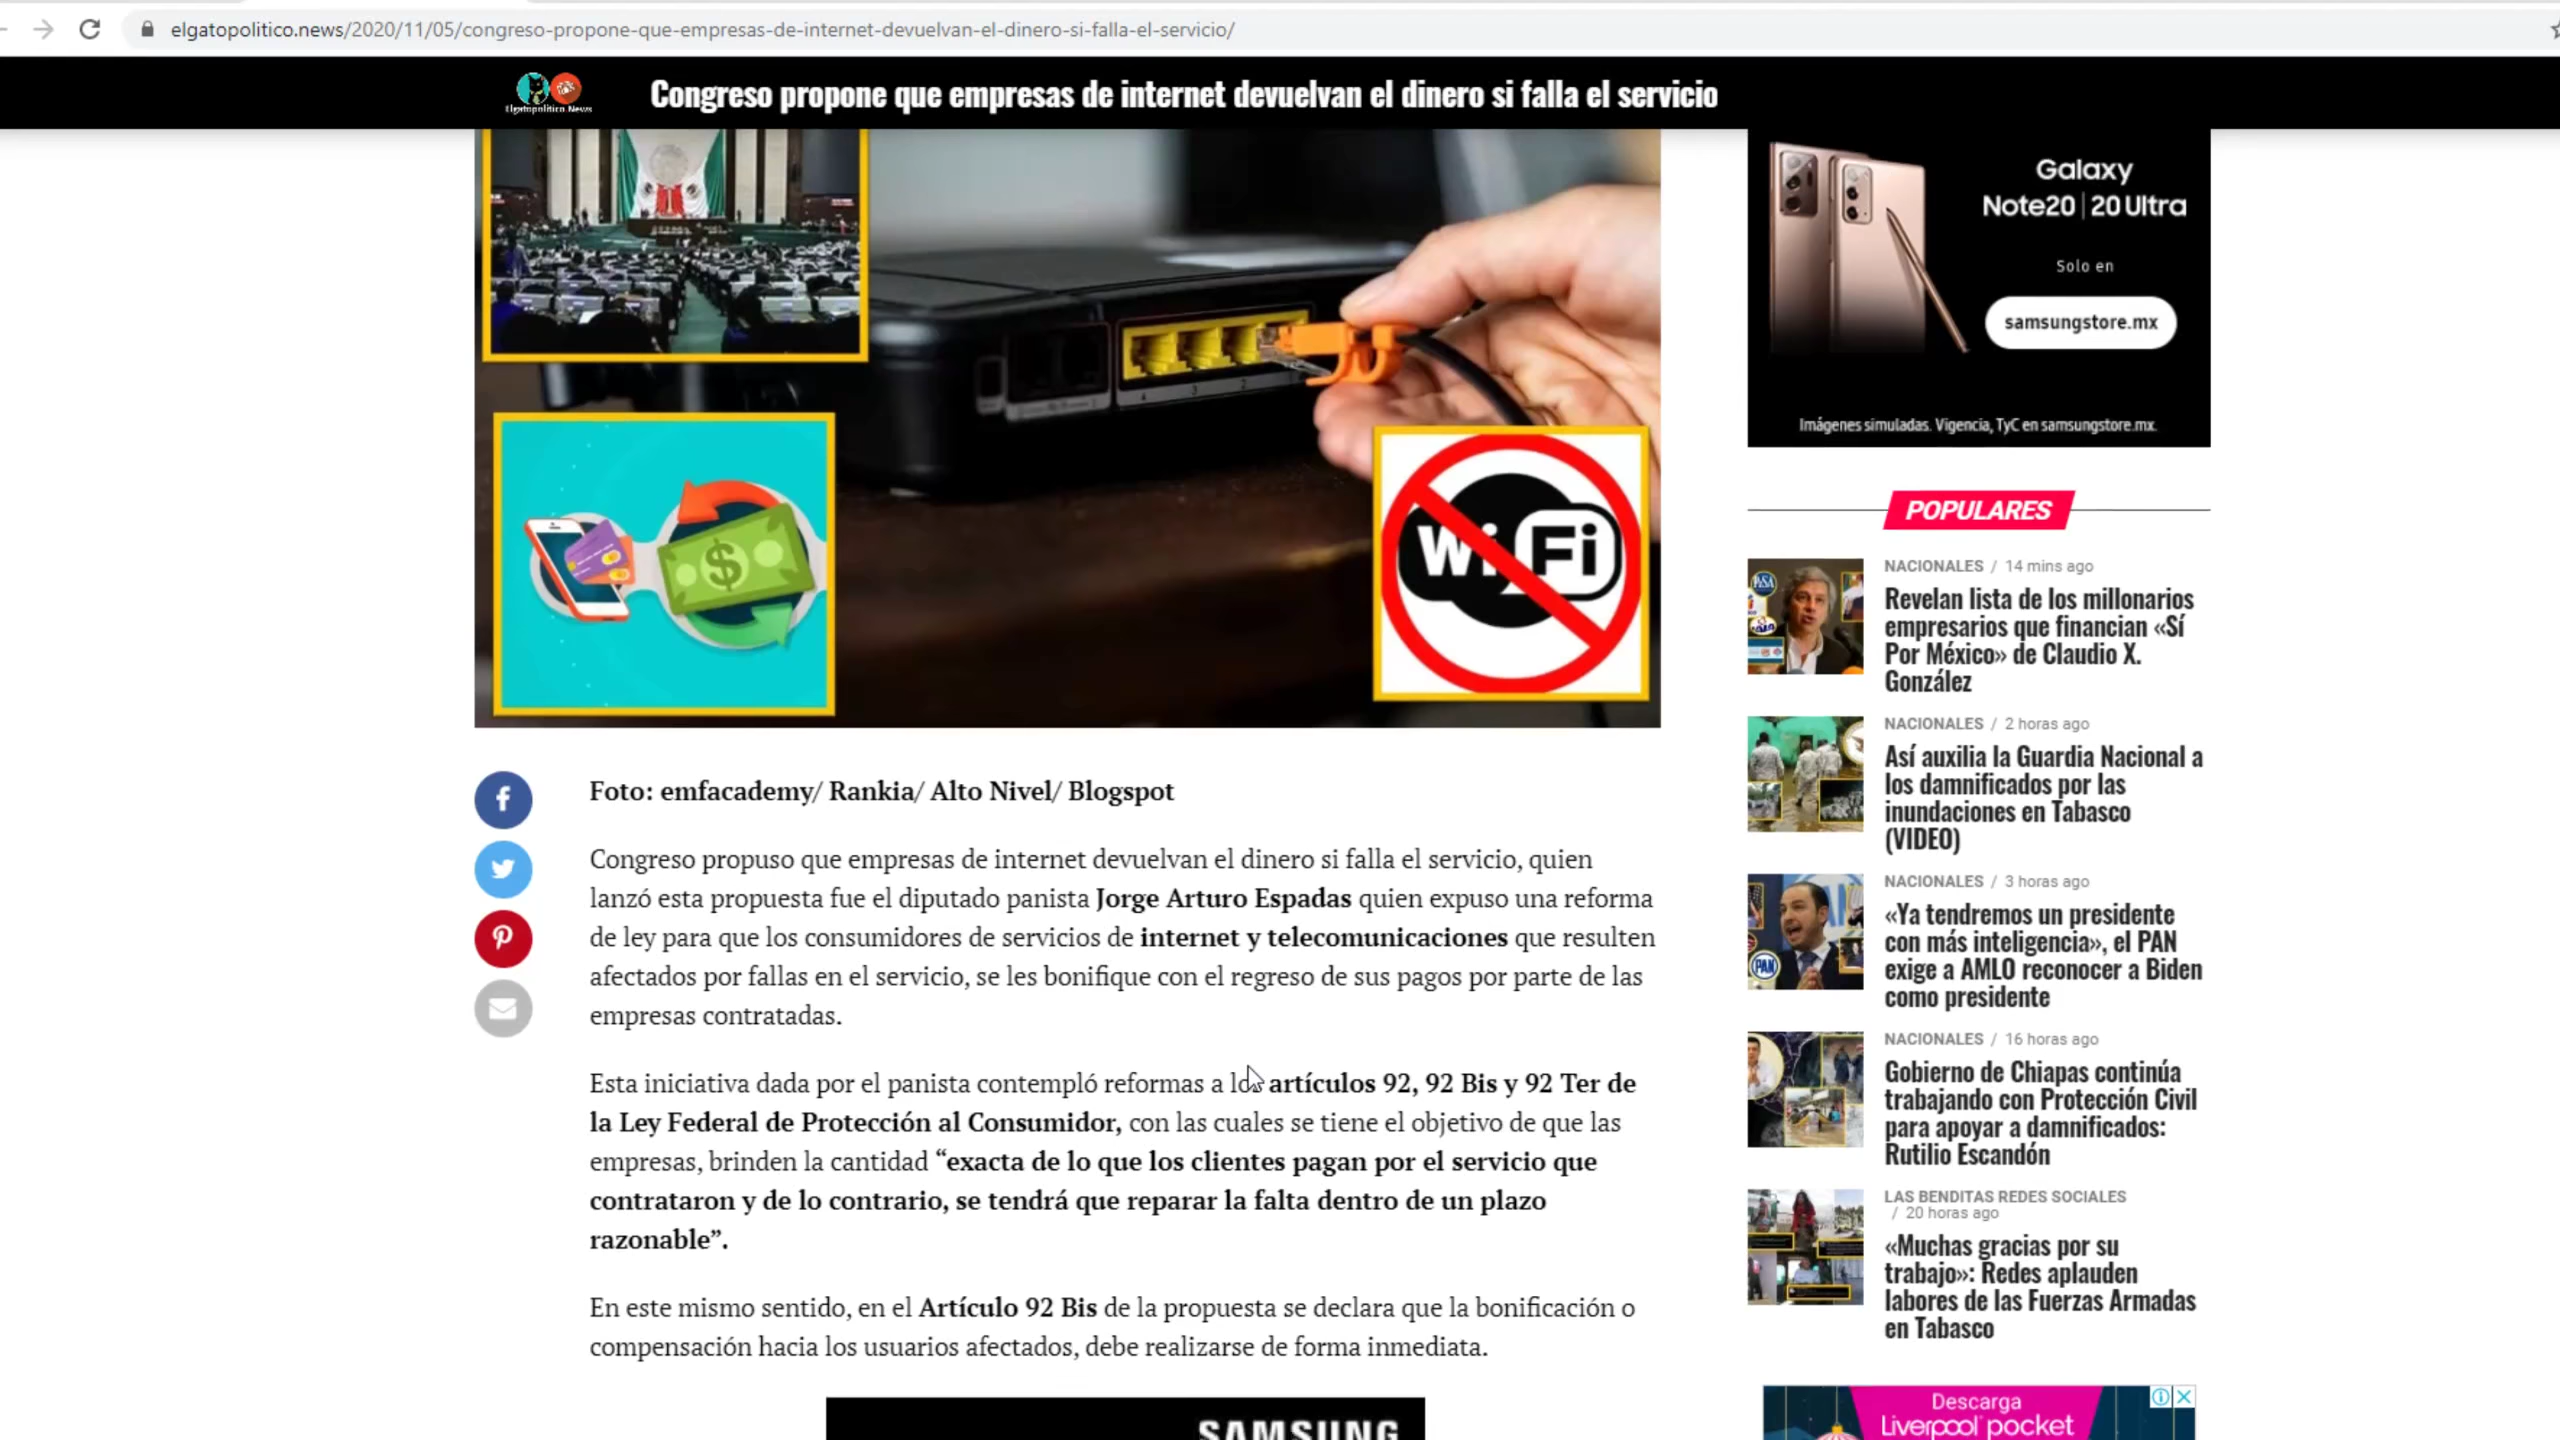 elgatopolitico.news/2020/11/05/congreso-propone-que-empresas-de-internet-devuelvan-el-dinero-si-falla-el-servicio/
Elgatopolitico.News
Congreso propone que empresas de internet devuelvan el dinero si falla el servicio
Wi Fi
Foto: emfacademy/ Rankia/ Alto Nivel/ Blogspot
Congreso propuso que empresas de internet devuelvan el dinero si falla el servicio, quien
lanzó esta propuesta fue el diputado panista Jorge Arturo Espadas quien expuso una reforma
de ley para que los consumidores de servicios de internet y telecomunicaciones que resulten
afectados por fallas en el servicio, se les bonifique con el regreso de sus pagos por parte de las
empresas contratadas.
Esta iniciativa dada por el panista contempló reformas a los artículos 92, 92 Bis y 92 Ter de
la Ley Federal de Protección al Consumidor, con las cuales se tiene el objetivo de que las
empresas, brinden la cantidad “exacta de lo que los clientes pagan por el servicio que
contrataron y de lo contrario, se tendrá que reparar la falta dentro de un plazo
razonable”.
En este mismo sentido, en el Artículo 92 Bis de la propuesta se declara que la bonificación o
compensación hacia los usuarios afectados, debe realizarse de forma inmediata.
SAMSUNG
Galaxy
Note20 | 20 Ultra
Solo en
samsungstore.mx
Imágenes simuladas. Vigencia, TyC en samsungstore.mx.
POPULARES
NACIONALES / 14 mins ago
Revelan lista de los millonarios
empresarios que financian «Sí
Por México» de Claudio X.
González
NACIONALES / 2 horas ago
Así auxilia la Guardia Nacional a
los damnificados por las
inundaciones en Tabasco
(VIDEO)
NACIONALES / 3 horas ago
«Ya tendremos un presidente
con más inteligencia», el PAN
exige a AMLO reconocer a Biden
como presidente
PAN
NACIONALES / 16 horas ago
Gobierno de Chiapas continúa
trabajando con Protección Civil
para apoyar a damnificados:
Rutilio Escandón
LAS BENDITAS REDES SOCIALES
/ 20 horas ago
«Muchas gracias por su
trabajo»: Redes aplauden
labores de las Fuerzas Armadas
en Tabasco
Descarga
Liverpool pocket